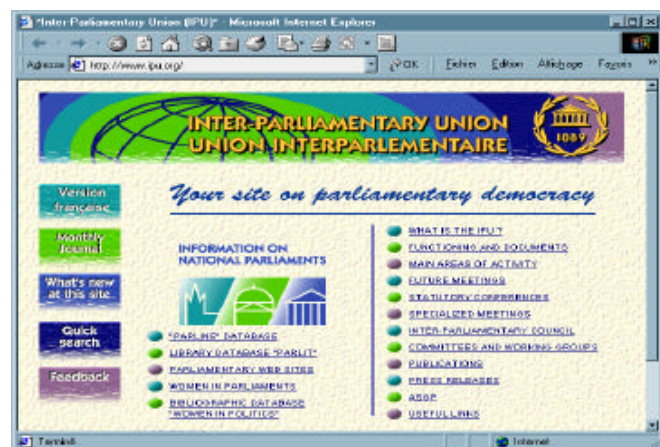 "Inter-Parliamentary Union (IPU)" - Microsoft Internet Explorer
Adresse http://www.ipu.org/ OK Fichier Edition Affichage Favoris »
INTER-PARLIAMENTARY UNION
UNION INTERPARLEMENTAIRE
1889
Your site on parliamentary democracy
Version
française
Monthly
Journal
What's new
at this site
Quick
search
Feedback
INFORMATION ON
NATIONAL PARLIAMENTS
"PARLINE" DATABASE
LIBRARY DATABASE "PARLIT"
PARLIAMENTARY WEB SITES
WOMEN IN PARLIAMENTS
BIBLIOGRAPHIC DATABASE
"WOMEN IN POLITICS"
WHAT IS THE IPU?
FUNCTIONING AND DOCUMENTS
MAIN AREAS OF ACTIVITY
FUTURE MEETINGS
STATUTORY CONFERENCES
SPECIALIZED MEETINGS
INTER-PARLIAMENTARY COUNCIL
COMMITTEES AND WORKING GROUPS
PUBLICATIONS
PRESS RELEASES
ASGP
USEFUL LINKS
Terminé
Internet